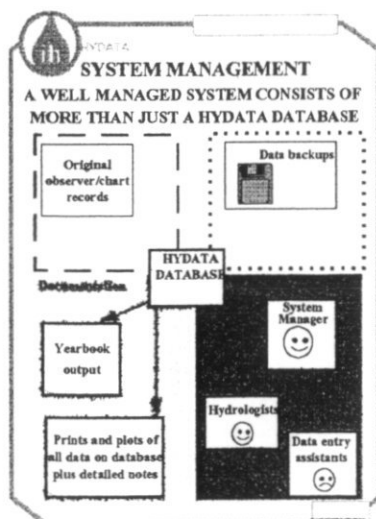 ih
HYDATA
SYSTEM MANAGEMENT
A WELL MANAGED SYSTEM CONSISTS OF
MORE THAN JUST A HYDATA DATABASE
Original
observer/chart
records
Data backups
HYDATA
DATABASE
System
Manager
Yearbook
output
Hydrologists
Prints and plots of
all data on database
plus detailed notes
Data entry
assistants